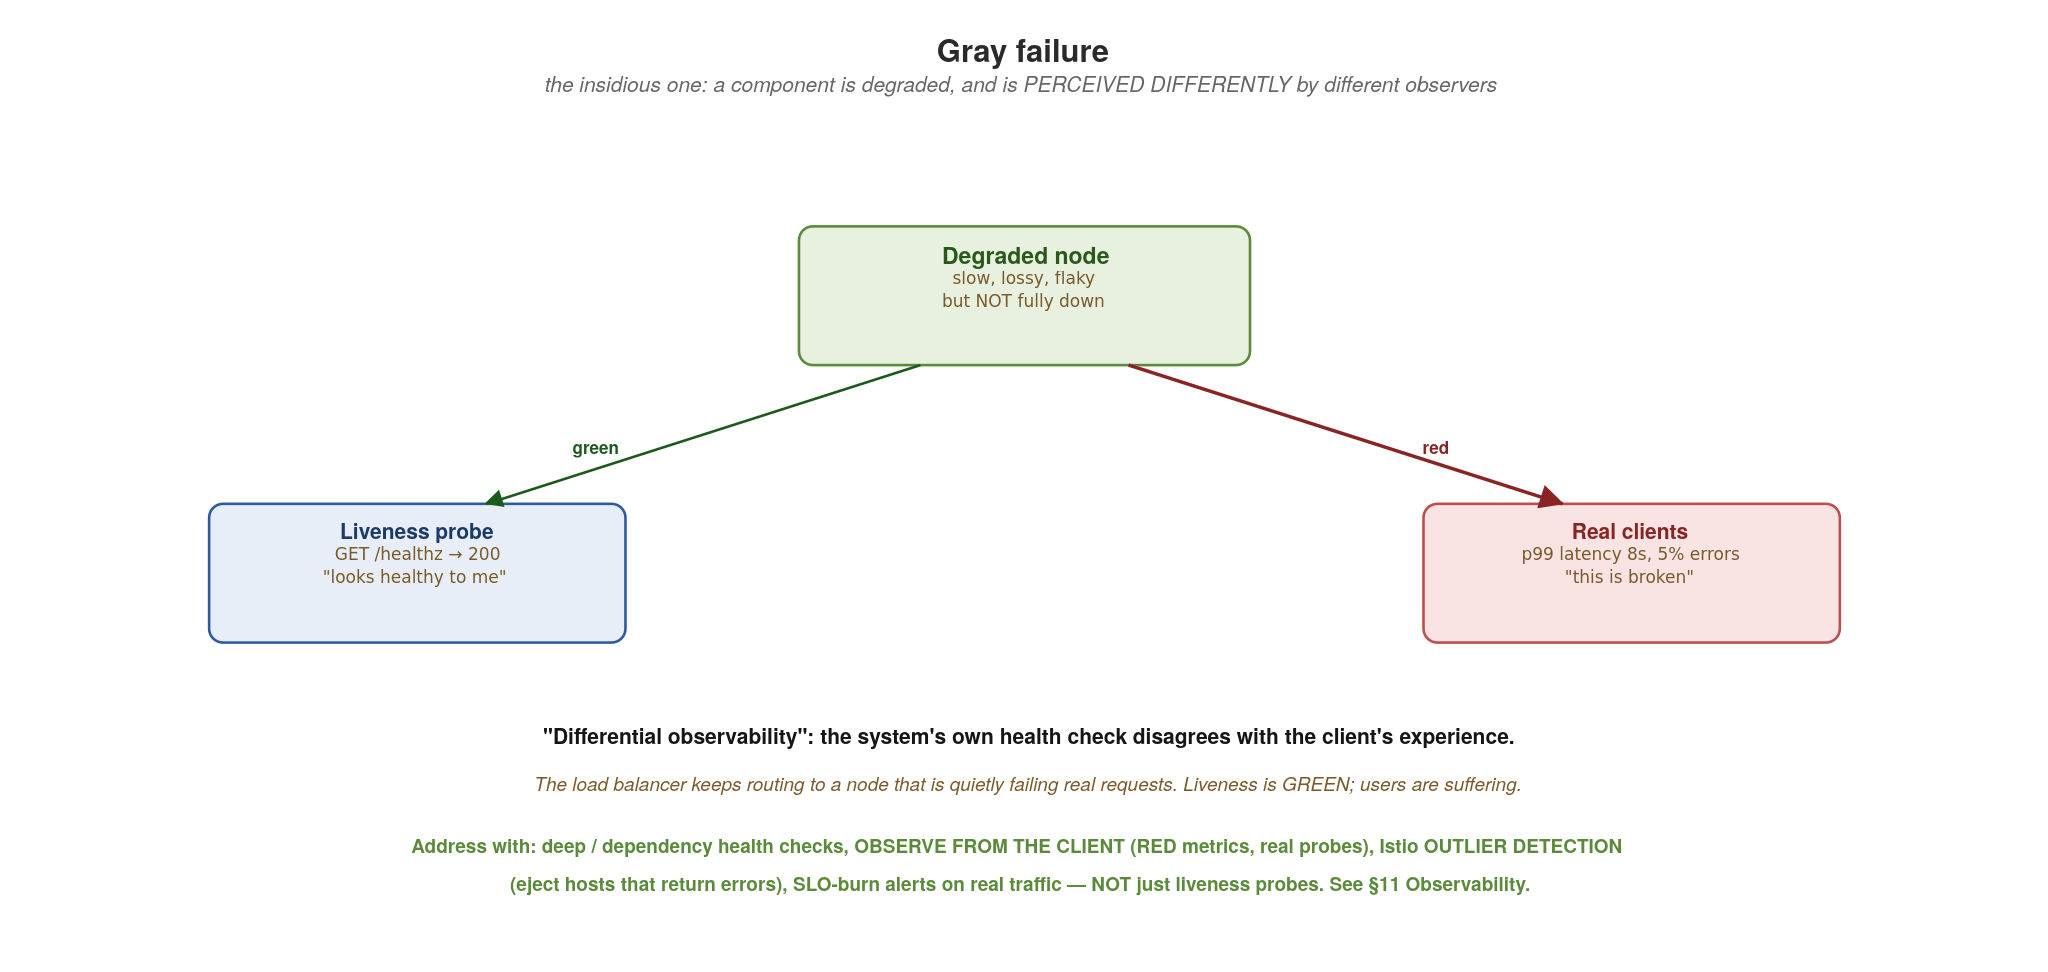 Gray failure
the insidious one: a component is degraded, and is PERCEIVED DIFFERENTLY by different observers
Degraded node
slow, lossy, flaky
but NOT fully down
green
red
Liveness probe
GET /healthz → 200
"looks healthy to me"
Real clients
p99 latency 8s, 5% errors
"this is broken"
"Differential observability": the system's own health check disagrees with the client's experience.
The load balancer keeps routing to a node that is quietly failing real requests. Liveness is GREEN; users are suffering.
Address with: deep / dependency health checks, OBSERVE FROM THE CLIENT (RED metrics, real probes), Istio OUTLIER DETECTION
(eject hosts that return errors), SLO-burn alerts on real traffic — NOT just liveness probes. See §11 Observability.